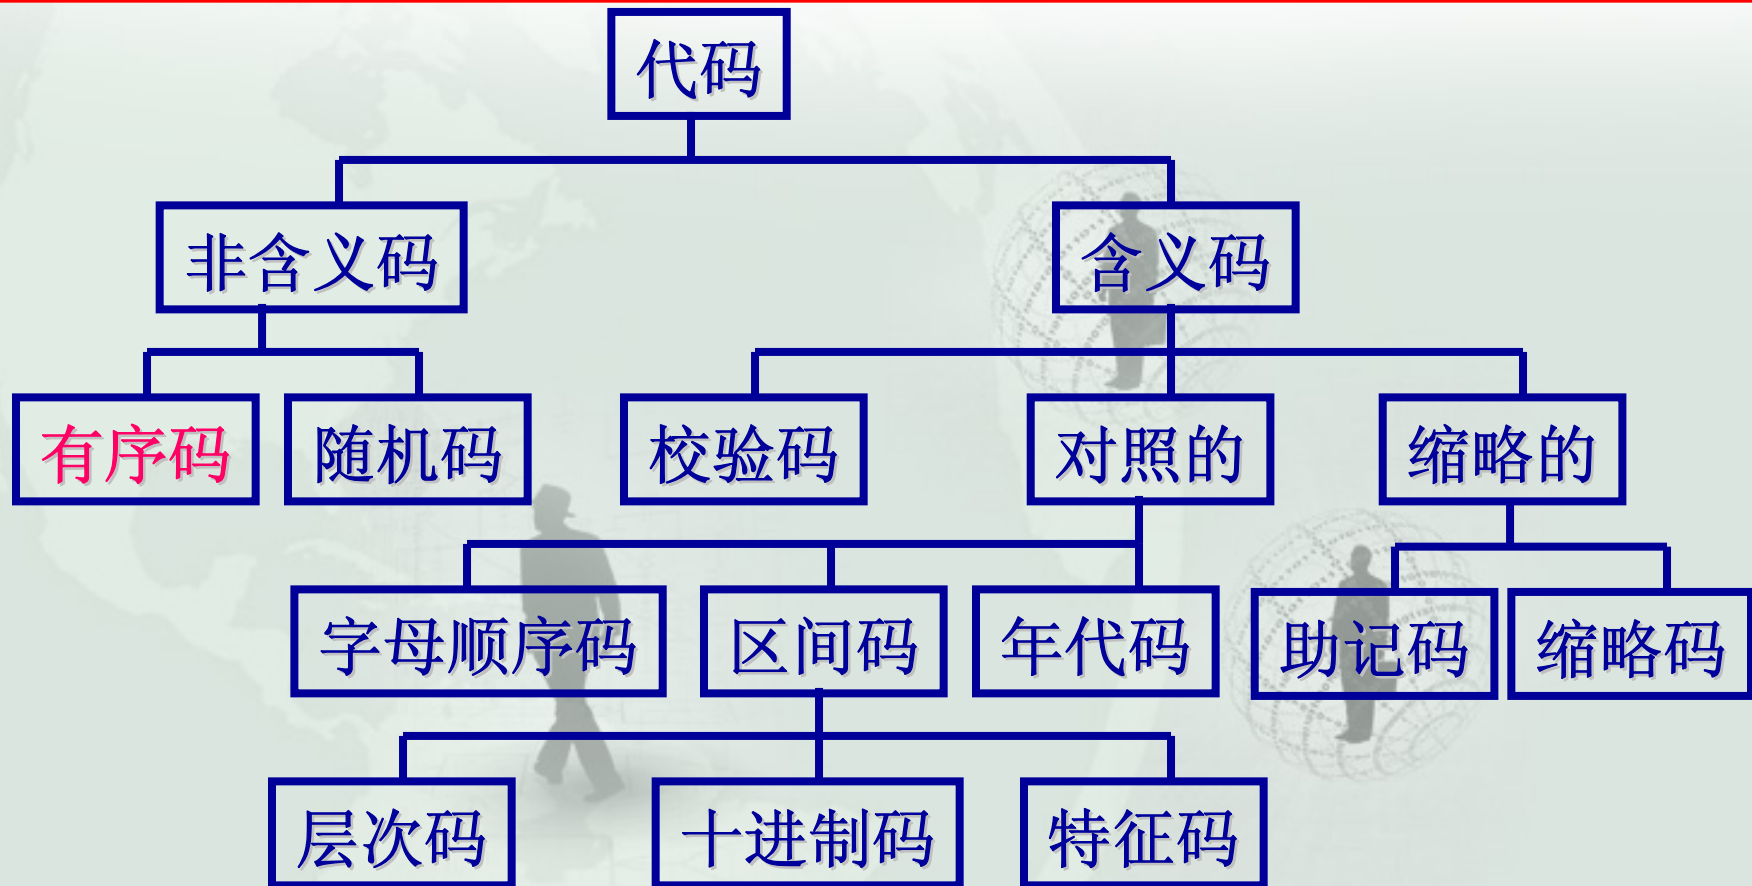 代码
非含义码
含义码
有序码
随机码
校验码
对照的
缩略的
字母顺序码
区间码
年代码
助记码
缩略码
层次码
十进制码
特征码